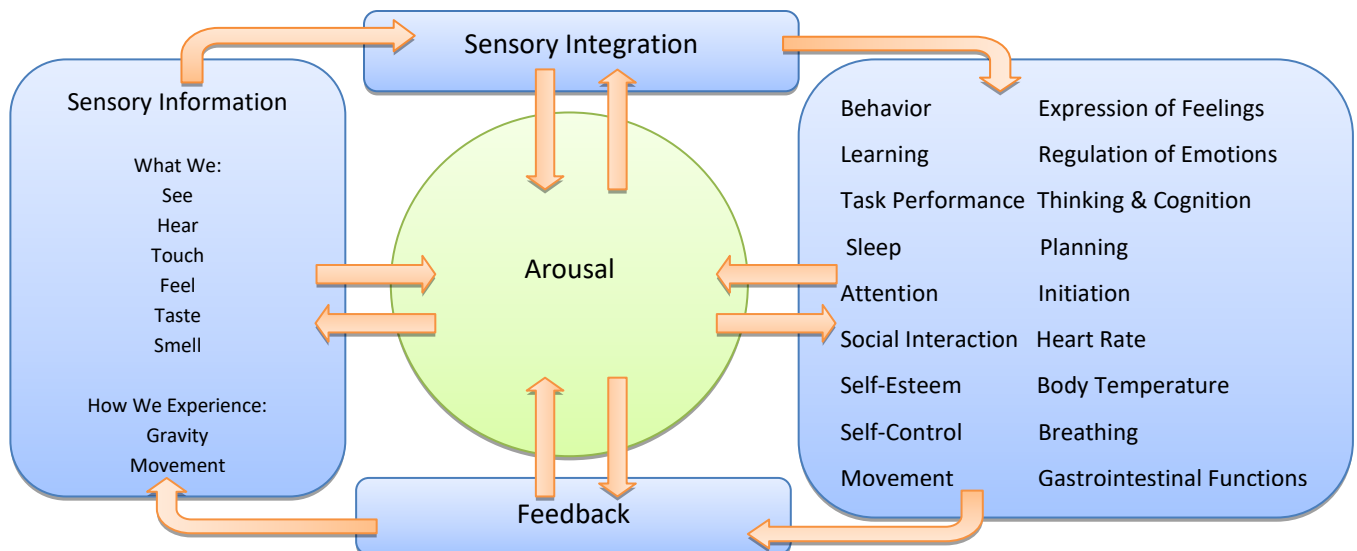 Sensory Integration
Sensory Information
What We:
See
Hear
Touch
Feel
Taste
Smell
How We Experience:
Gravity
Movement
Arousal
Behavior Expression of Feelings
Learning Regulation of Emotions
Task Performance Thinking & Cognition
Sleep Planning
Attention Initiation
Social Interaction Heart Rate
Self-Esteem Body Temperature
Self-Control Breathing
Movement Gastrointestinal Functions
Feedback